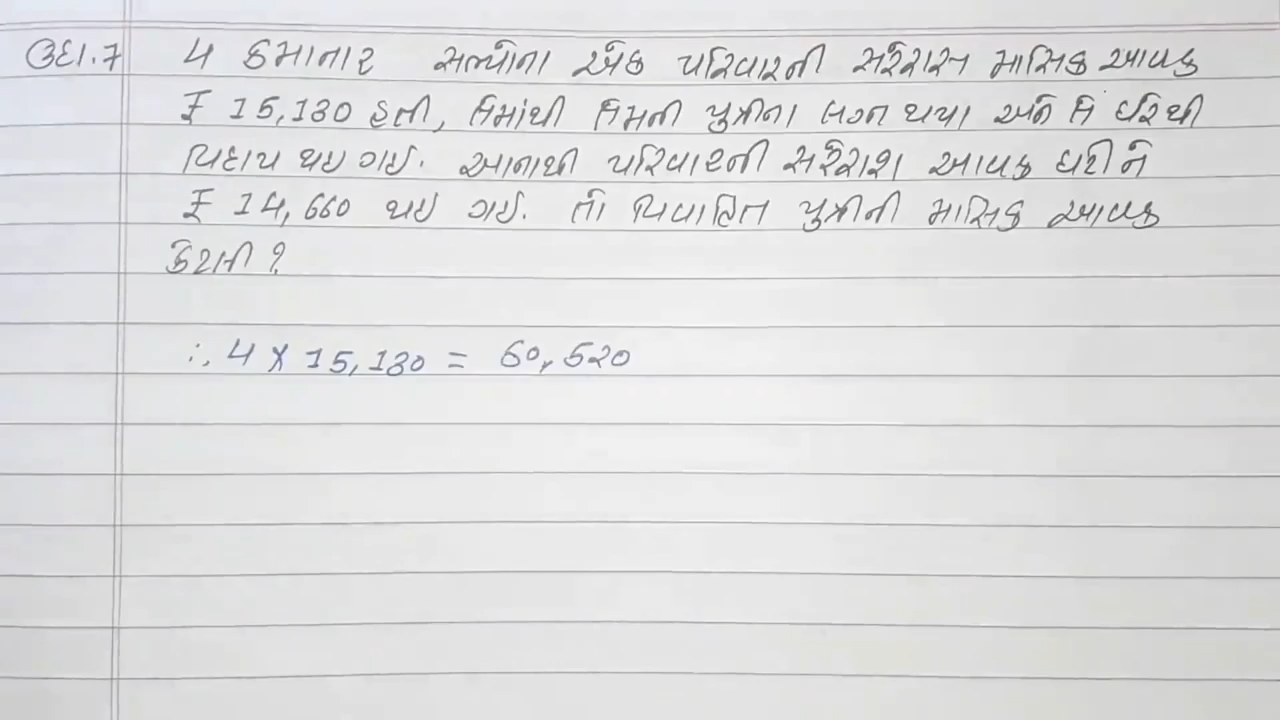 ઉદા.7 4 કમાનાર સભ્યોના એક પરિવારની સરેરાશ માસિક આવક
₹ 15,130 હતી, તેમાંથી તેમની પુત્રીના લગ્ન થયા અને તે ઘરેથી
વિદાય થઇ ગઇ. આનાથી પરિવારની સરેરાશ આવક ઘટીને
₹ 14,660 થઇ ગઇ. તો વિવાહિત પુત્રીની માસિક આવક
કેટલી ?
∴ 4 × 15,130 = 60,520